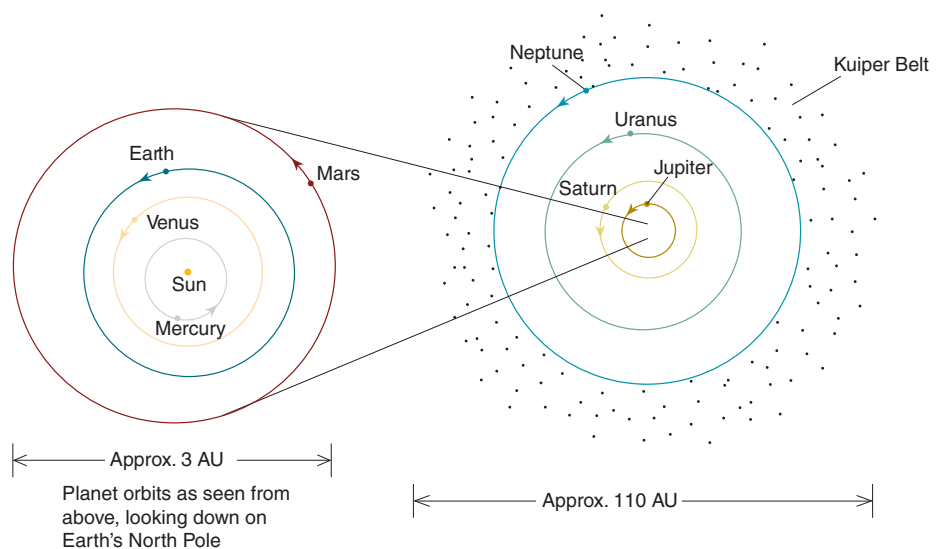 Neptune
Kuiper Belt
Uranus
Earth
Mars
Jupiter
Saturn
Venus
Sun
Mercury
Approx. 3 AU
Planet orbits as seen from
above, looking down on
Earth's North Pole
Approx. 110 AU